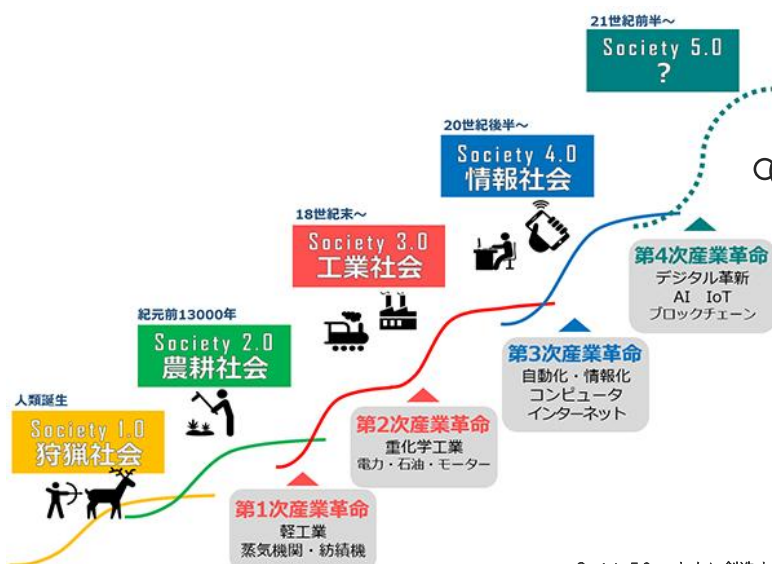 21世紀前半～
Society 5.0
?
20世紀後半～
Society 4.0
情報社会
18世紀末～
Society 3.0
工業社会
紀元前13000年
Society 2.0
農耕社会
人類誕生
Society 1.0
狩猟社会
第1次産業革命
軽工業
蒸気機関・紡績機
第2次産業革命
重化学工業
電力・石油・モーター
第3次産業革命
自動化・情報化
コンピュータ
インターネット
第4次産業革命
デジタル革新
AI IoT
ブロックチェーン